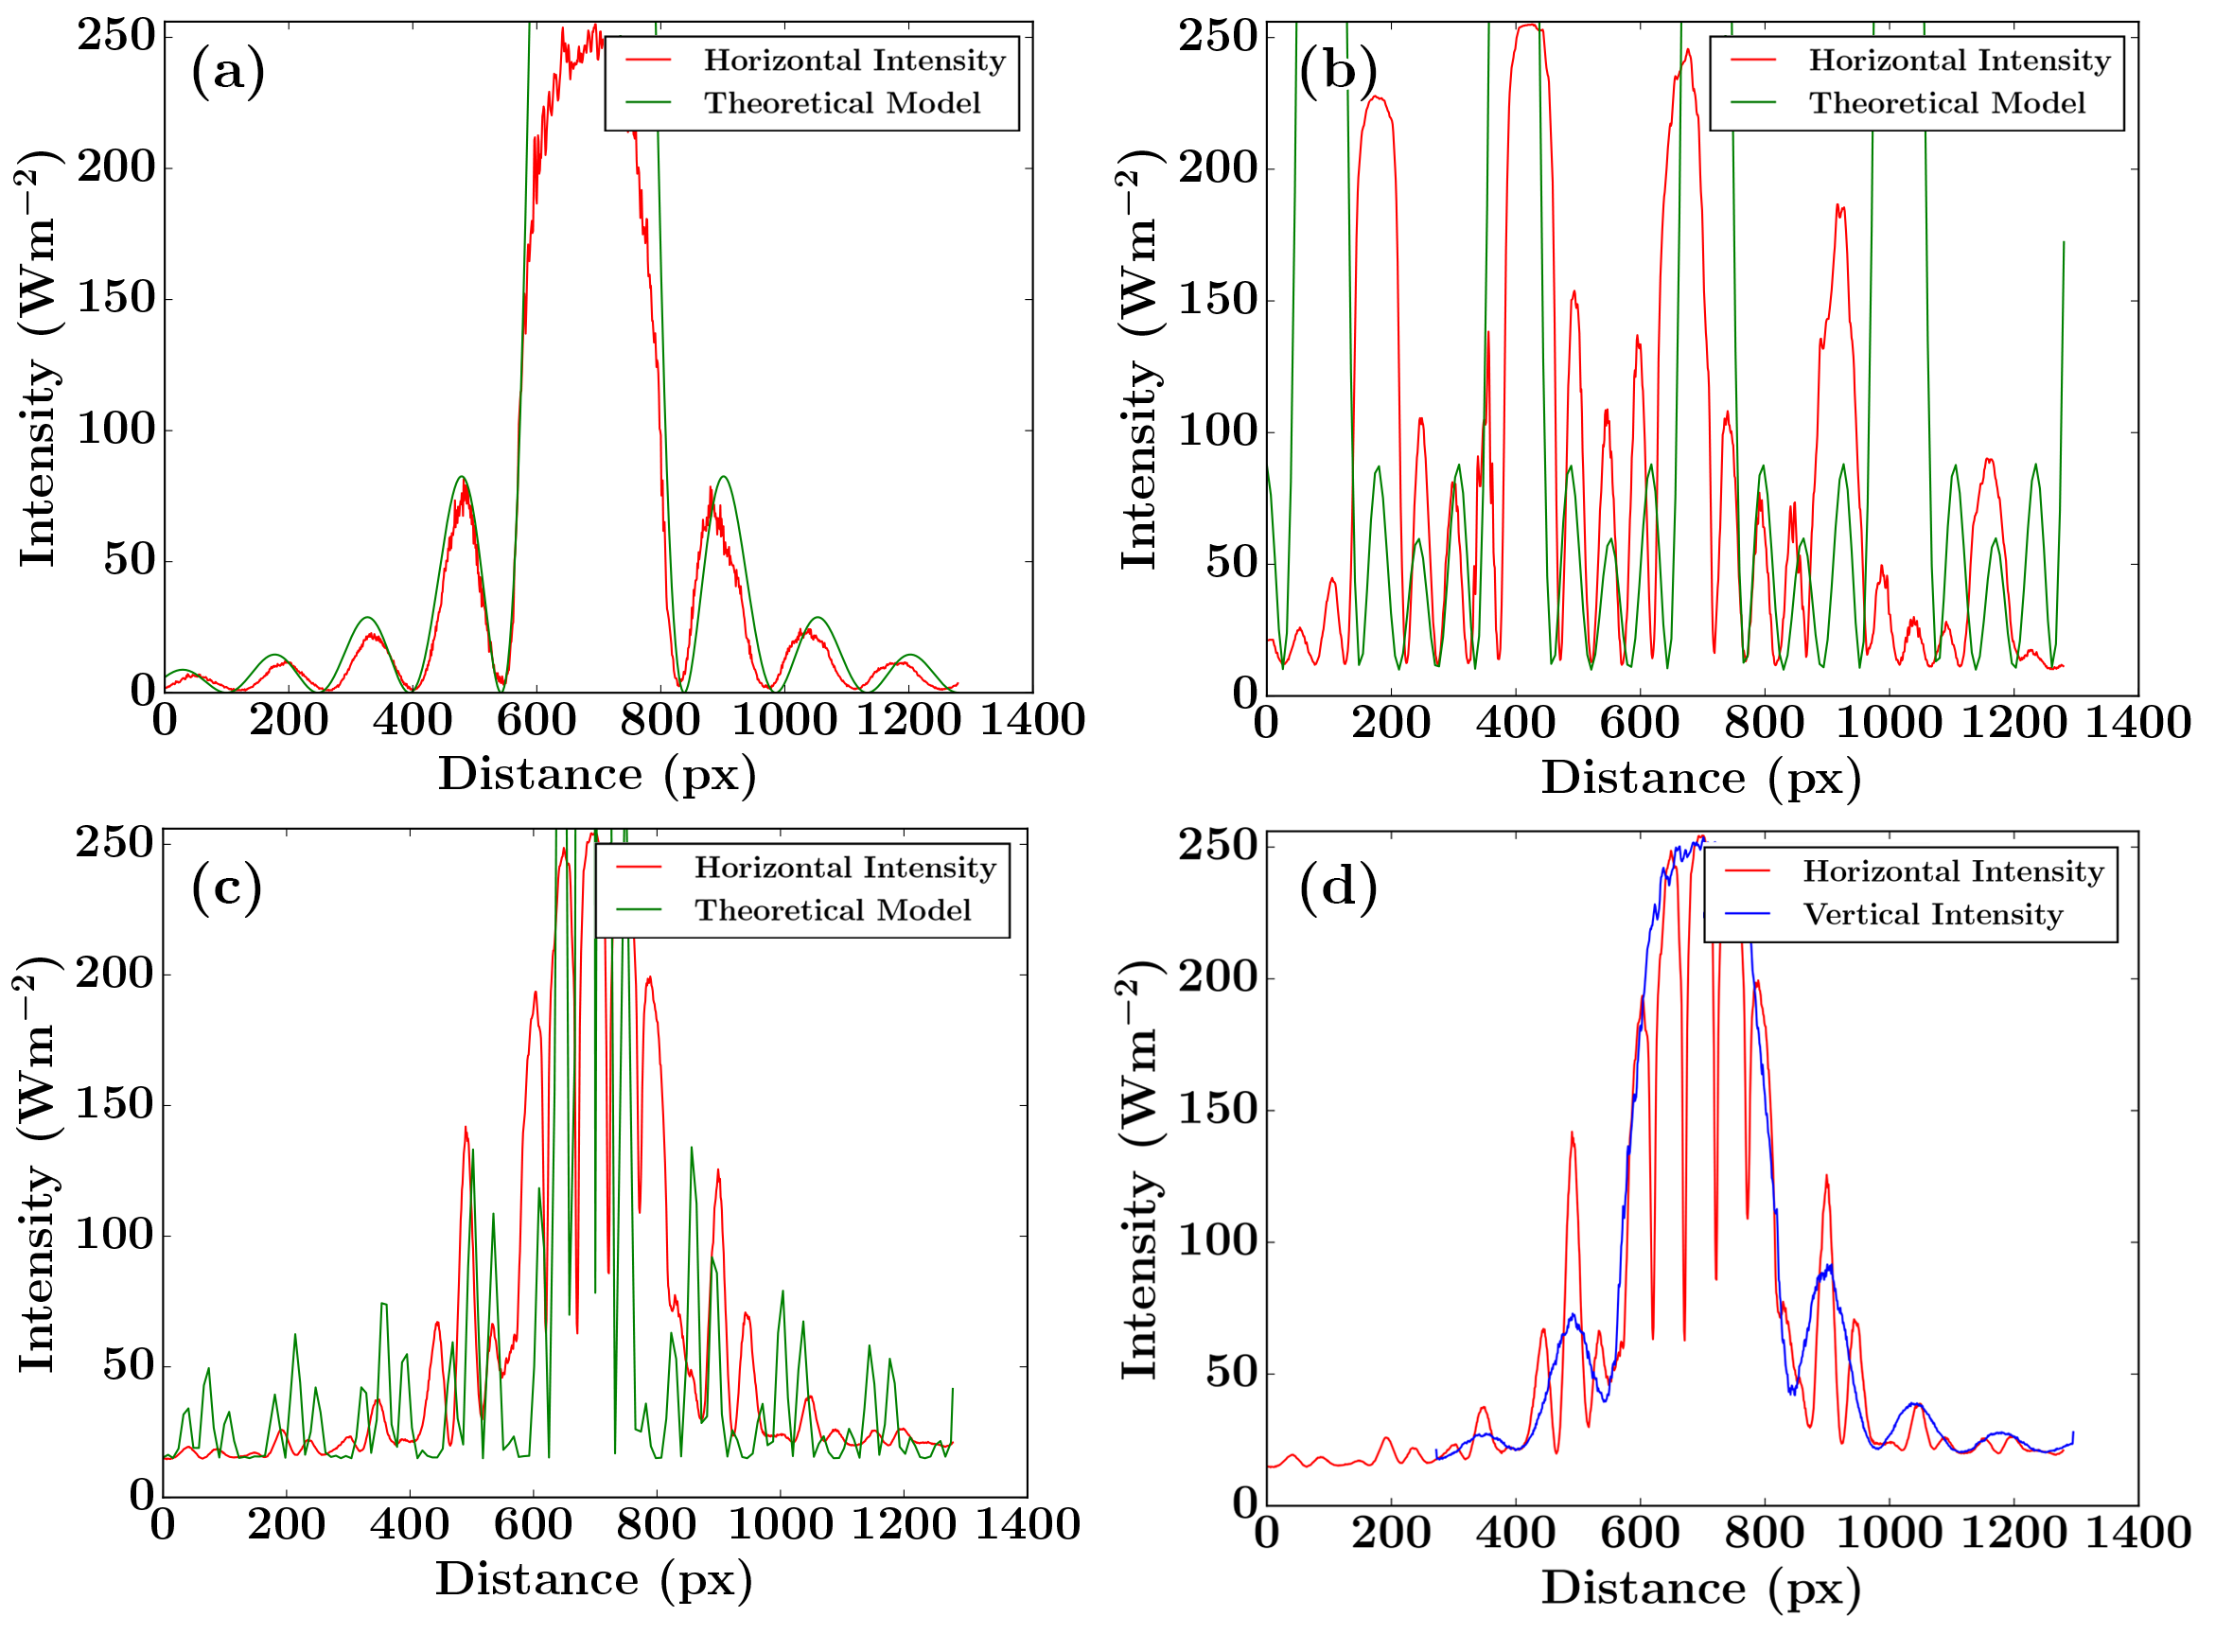 (a)
Horizontal Intensity
Theoretical Model
Intensity (Wm−2)
250
200
150
100
50
0
0 200 400 600 800 1000 1200 1400
Distance (px)
(b)
Horizontal Intensity
Theoretical Model
Intensity (Wm−2)
250
200
150
100
50
0
0 200 400 600 800 1000 1200 1400
Distance (px)
(c)
Horizontal Intensity
Theoretical Model
Intensity (Wm−2)
250
200
150
100
50
0
0 200 400 600 800 1000 1200 1400
Distance (px)
(d)
Horizontal Intensity
Vertical Intensity
Intensity (Wm−2)
250
200
150
100
50
0
0 200 400 600 800 1000 1200 1400
Distance (px)